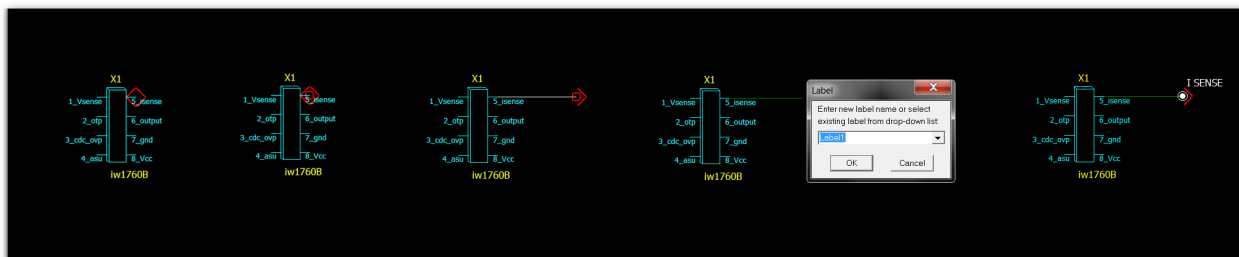 X1
1_Vsense 5_isense
2_otp 6_output
3_cdc_ovp 7_gnd
4_asu 8_Vcc
iw1760B
X1
1_Vsense 5_isense
2_otp 6_output
3_cdc_ovp 7_gnd
4_asu 8_Vcc
iw1760B
X1
1_Vsense 5_isense
2_otp 6_output
3_cdc_ovp 7_gnd
4_asu 8_Vcc
iw1760B
X1
1_Vsense 5_isense
2_otp 6_output
3_cdc_ovp 7_gnd
4_asu 8_Vcc
iw1760B
Label
Enter new label name or select
existing label from drop-down list:
Label1
OK Cancel
X1
I SENSE
1_Vsense 5_isense
2_otp 6_output
3_cdc_ovp 7_gnd
4_asu 8_Vcc
iw1760B